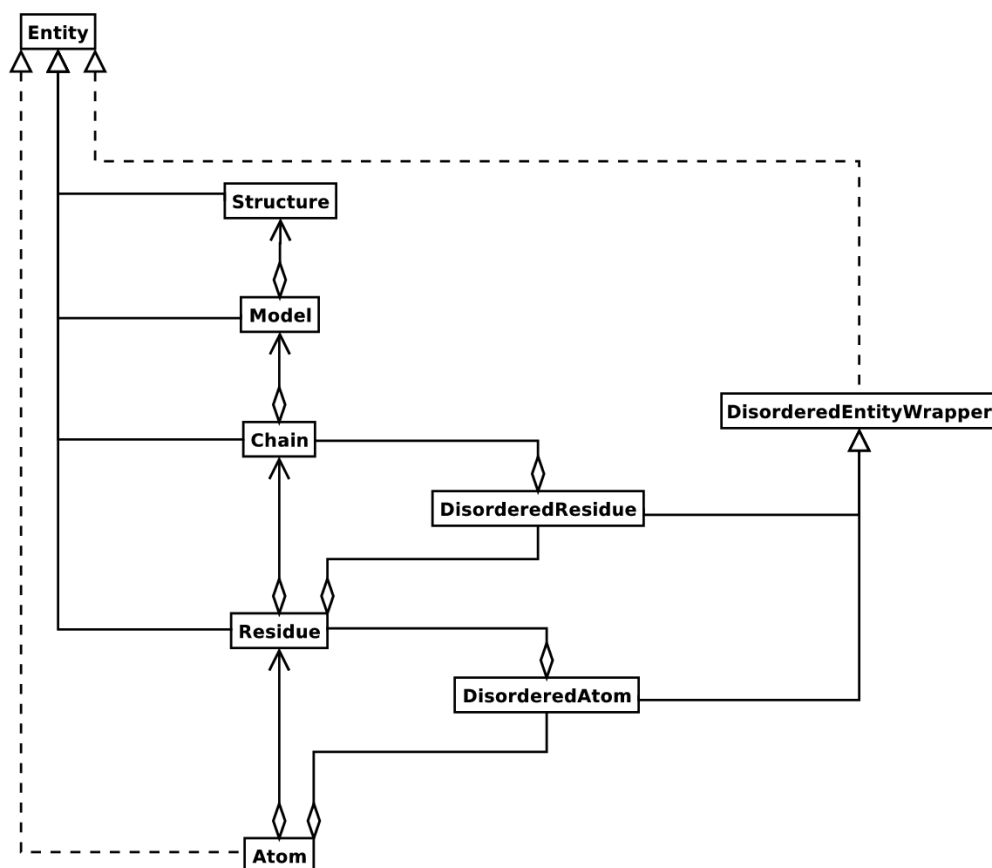 Entity
Structure
Model
DisorderedEntityWrapper
Chain
DisorderedResidue
Residue
DisorderedAtom
Atom